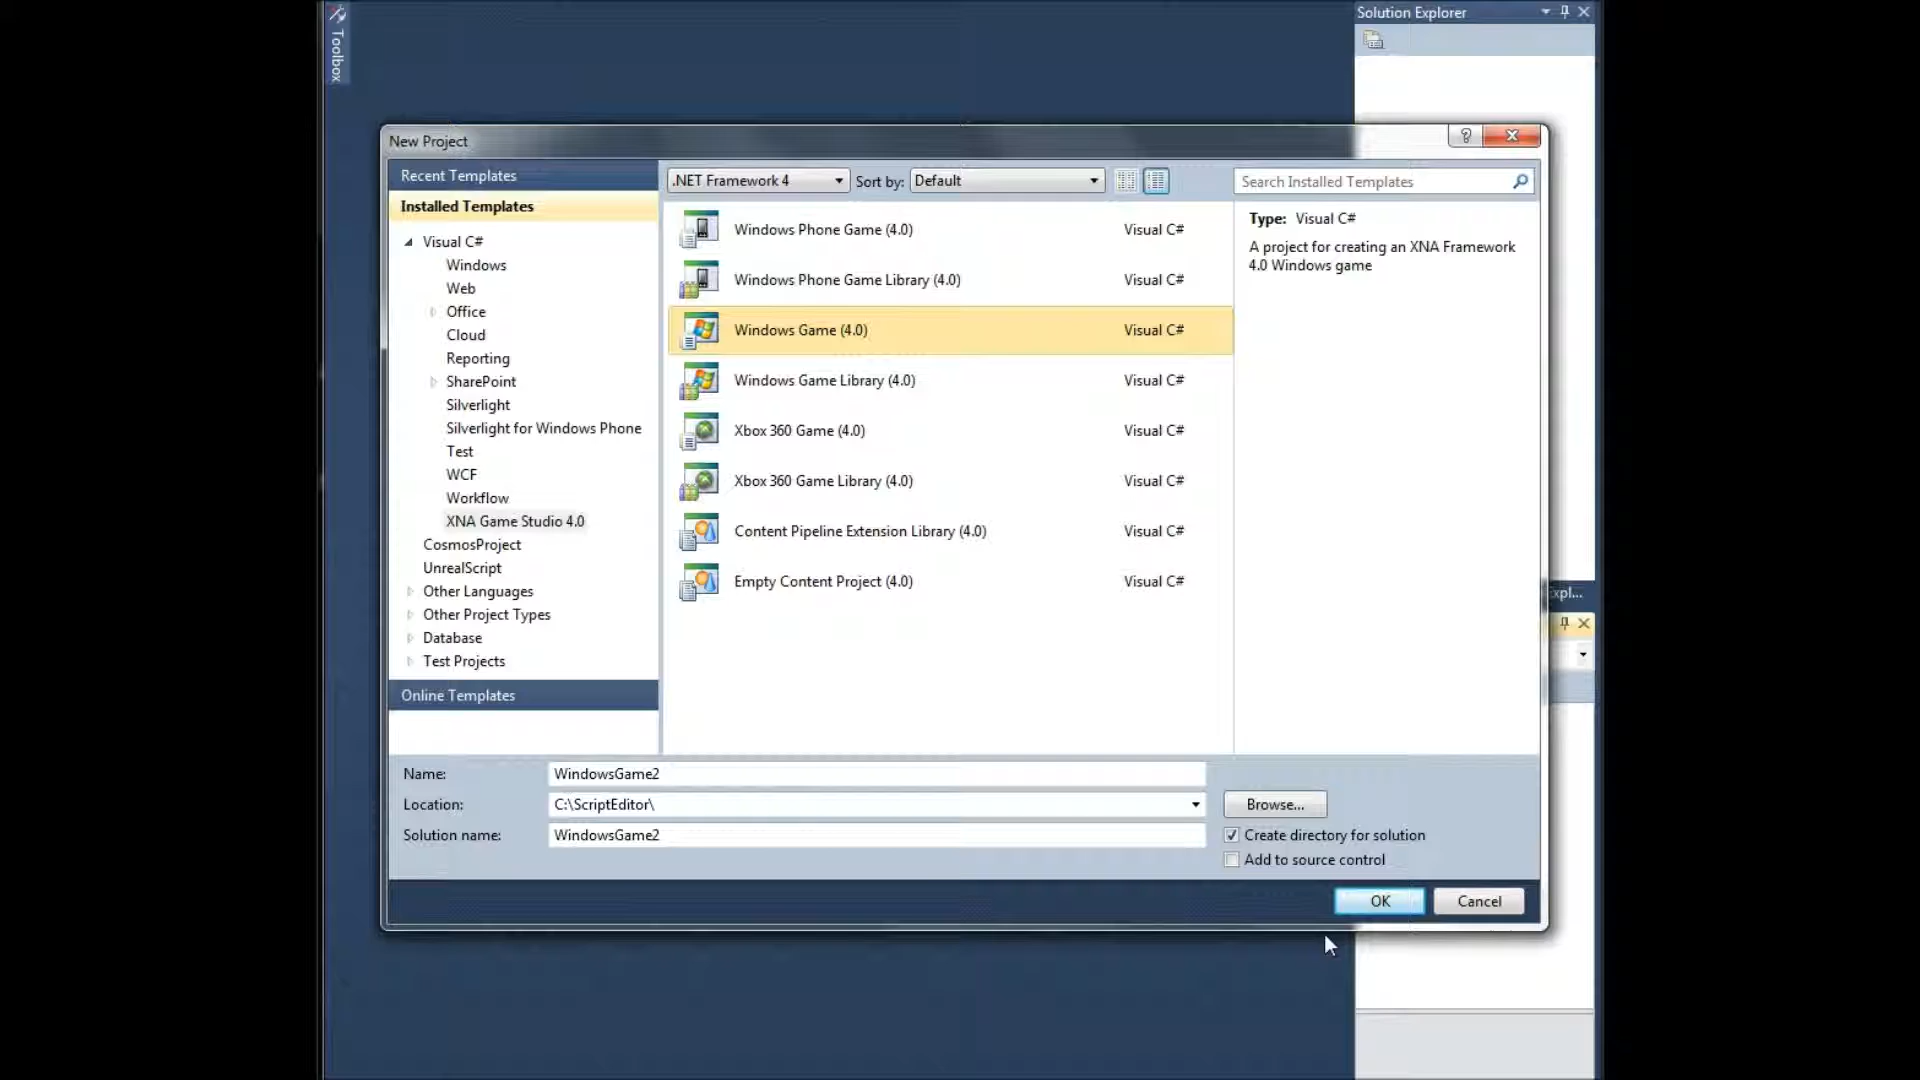 Toolbox
Solution Explorer
New Project
Recent Templates
Installed Templates
Visual C#
Windows
Web
Office
Cloud
Reporting
SharePoint
Silverlight
Silverlight for Windows Phone
Test
WCF
Workflow
XNA Game Studio 4.0
CosmosProject
UnrealScript
Other Languages
Other Project Types
Database
Test Projects
Online Templates
.NET Framework 4 Sort by: Default
Windows Phone Game (4.0) Visual C#
Windows Phone Game Library (4.0) Visual C#
Windows Game (4.0) Visual C#
Windows Game Library (4.0) Visual C#
Xbox 360 Game (4.0) Visual C#
Xbox 360 Game Library (4.0) Visual C#
Content Pipeline Extension Library (4.0) Visual C#
Empty Content Project (4.0) Visual C#
Search Installed Templates
Type: Visual C#
A project for creating an XNA Framework
4.0 Windows game
Expl...
Name: WindowsGame2
Location: C:\ScriptEditor\
Browse...
Solution name: WindowsGame2
Create directory for solution
Add to source control
OK Cancel